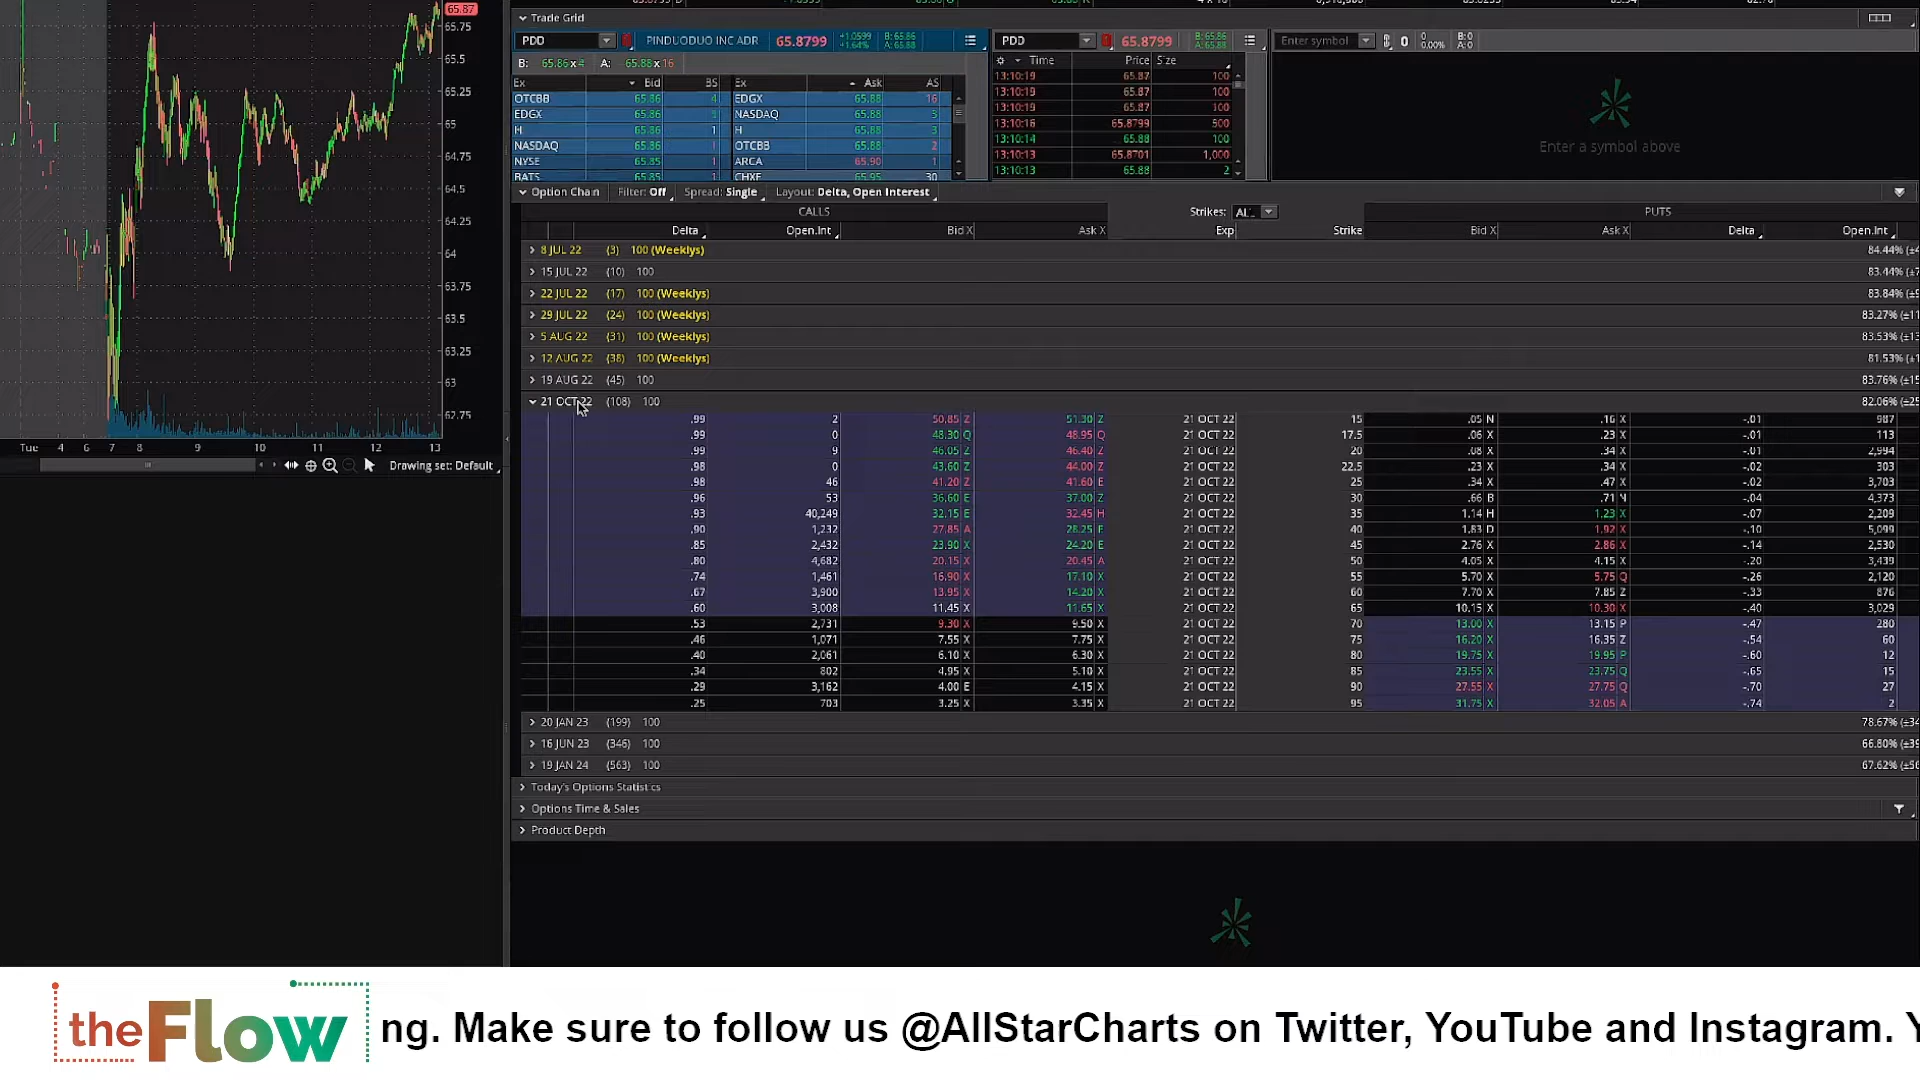 65.87
65.75
65.5
65.25
65
64.75
64.5
64.25
64
63.75
63.5
63.25
63
62.75
Tue 4 6 7 8 9 10 11 12 13
Drawing set: Default
Trade Grid
PDD PINDUODUO INC ADR 65.8799 +1.0599 +1.64% B: 65.86 A: 65.88
B: 65.86 x 4 A: 65.88 x 16
Ex Bid BS Ex Ask AS
OTCBB 65.86 4 EDGX 65.88 16
EDGX 65.86 NASDAQ 65.88 5
H 65.86 1 H 65.88 3
NASDAQ 65.86 OTCBB 65.88 2
NYSE 65.85 1 ARCA 65.90 1
BATS 65.85 1 CHXE 65.95 30
PDD 65.8799 B: 65.86 A: 65.88
Time Price Size
13:10:19 65.87 100
13:10:19 65.87 100
13:10:19 65.87 100
13:10:16 65.8799 500
13:10:14 65.88 100
13:10:13 65.8701 1,000
13:10:13 65.88 2
Enter symbol 0 0.00% B: 0 A: 0
Enter a symbol above
Option Chain Filter: Off Spread: Single Layout: Delta, Open Interest
CALLS Strikes: PUTS
Delta Open.Int Bid X Ask X Exp Strike Bid X Ask X Delta Open.Int
8 JUL 22 (3) 100 (Weeklys) 84.44%
15 JUL 22 (10) 100 83.44%
22 JUL 22 (17) 100 (Weeklys) 83.84%
29 JUL 22 (24) 100 (Weeklys) 83.27%
5 AUG 22 (31) 100 (Weeklys) 83.53%
12 AUG 22 (38) 100 (Weeklys) 81.53%
19 AUG 22 (45) 100 83.76%
21 OCT 22 (108) 100 82.06%
.99 2 50.85 Z 51.30 Z 21 OCT 22 15 .05 N .16 X -.01 987
.99 0 48.30 Q 48.95 Q 21 OCT 22 17.5 .06 X .23 X -.01 113
.99 9 46.05 Z 46.40 Z 21 OCT 22 20 .08 X .34 X -.01 2,994
.98 0 43.60 Z 44.00 Z 21 OCT 22 22.5 .23 X .34 X -.02 303
.98 46 41.20 Z 41.60 E 21 OCT 22 25 .34 X .47 X -.02 3,703
.96 53 36.60 E 37.00 Z 21 OCT 22 30 .66 B .71 -.04 4,373
.93 40,249 32.15 E 32.45 H 21 OCT 22 35 1.14 H 1.23 X -.07 2,209
.90 1,232 27.85 A 28.25 E 21 OCT 22 40 1.83 D 1.92 X -.10 5,099
.85 2,432 23.90 X 24.20 E 21 OCT 22 45 2.76 X 2.86 X -.14 2,530
.80 4,682 20.15 X 20.45 A 21 OCT 22 50 4.05 X 4.15 X -.20 3,439
.74 1,461 16.90 X 17.10 X 21 OCT 22 55 5.70 X 5.75 Q -.26 2,120
.67 3,900 13.95 X 14.20 X 21 OCT 22 60 7.70 X 7.85 Z -.33 876
.60 3,008 11.45 X 11.65 X 21 OCT 22 65 10.15 X 10.30 X -.40 3,029
.53 2,731 9.30 X 9.50 X 21 OCT 22 70 13.00 X 13.15 P -.47 280
.46 1,071 7.55 X 7.75 X 21 OCT 22 75 16.20 X 16.35 Z -.54 60
.40 2,061 6.10 X 6.30 X 21 OCT 22 80 19.75 X 19.95 P -.60 12
.34 802 4.95 X 5.10 X 21 OCT 22 85 23.55 X 23.75 Q -.65 15
.29 3,162 4.00 E 4.15 X 21 OCT 22 90 27.55 X 27.75 Q -.70 27
.25 703 3.25 X 3.35 X 21 OCT 22 95 31.75 X 32.05 A -.74 2
20 JAN 23 (199) 100 78.67%
16 JUN 23 (346) 100 66.80%
19 JAN 24 (563) 100 67.62%
Today's Options Statistics
Options Time & Sales
Product Depth
theFlow ng. Make sure to follow us @AllStarCharts on Twitter, YouTube and Instagram.